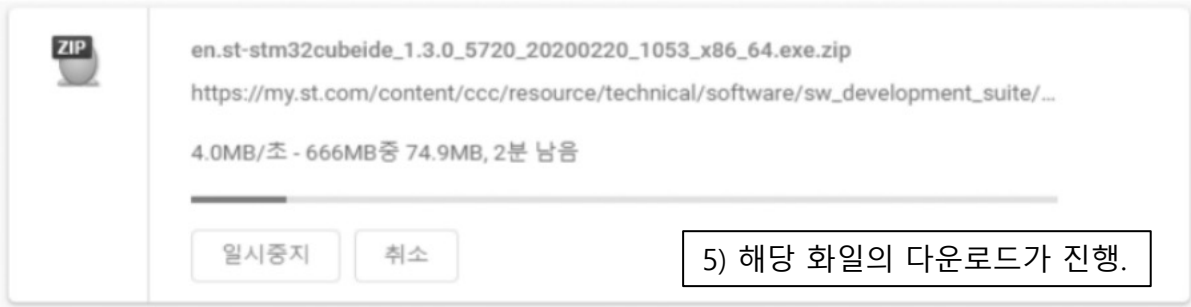 ZIP
en.st-stm32cubeide_1.3.0_5720_20200220_1053_x86_64.exe.zip
https://my.st.com/content/ccc/resource/technical/software/sw_development_suite/...
4.0MB/초 - 666MB중 74.9MB, 2분 남음
일시중지
취소
5) 해당 화일의 다운로드가 진행.